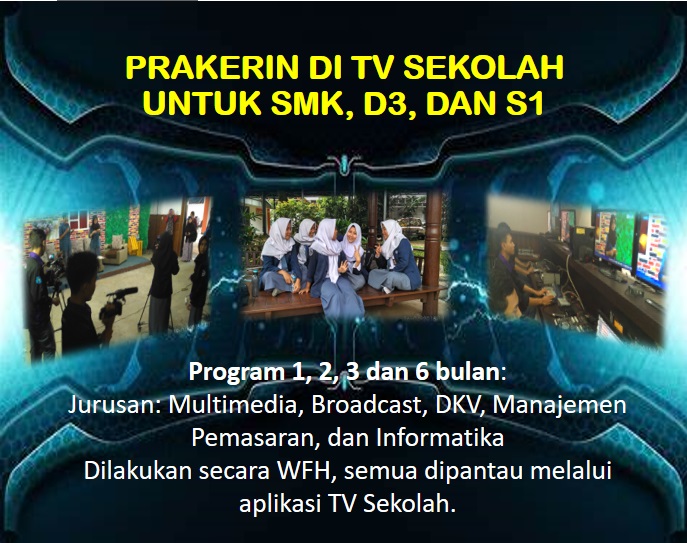 PRAKERIN DI TV SEKOLAH
UNTUK SMK, D3, DAN S1
Program 1, 2, 3 dan 6 bulan:
Jurusan: Multimedia, Broadcast, DKV, Manajemen
Pemasaran, dan Informatika
Dilakukan secara WFH, semua dipantau melalui
aplikasi TV Sekolah.